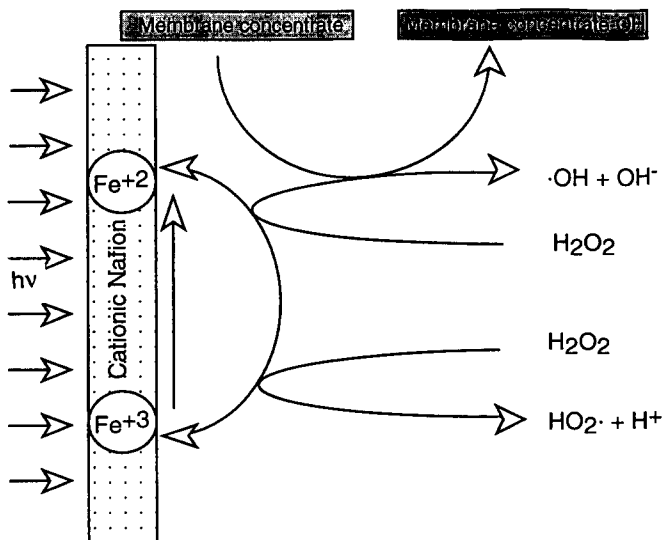 Membrane concentrate
Membrane concentrate-OH
Fe+2
·OH + OH-
H2O2
Cationic Nafion
hν
H2O2
Fe+3
HO2· + H+